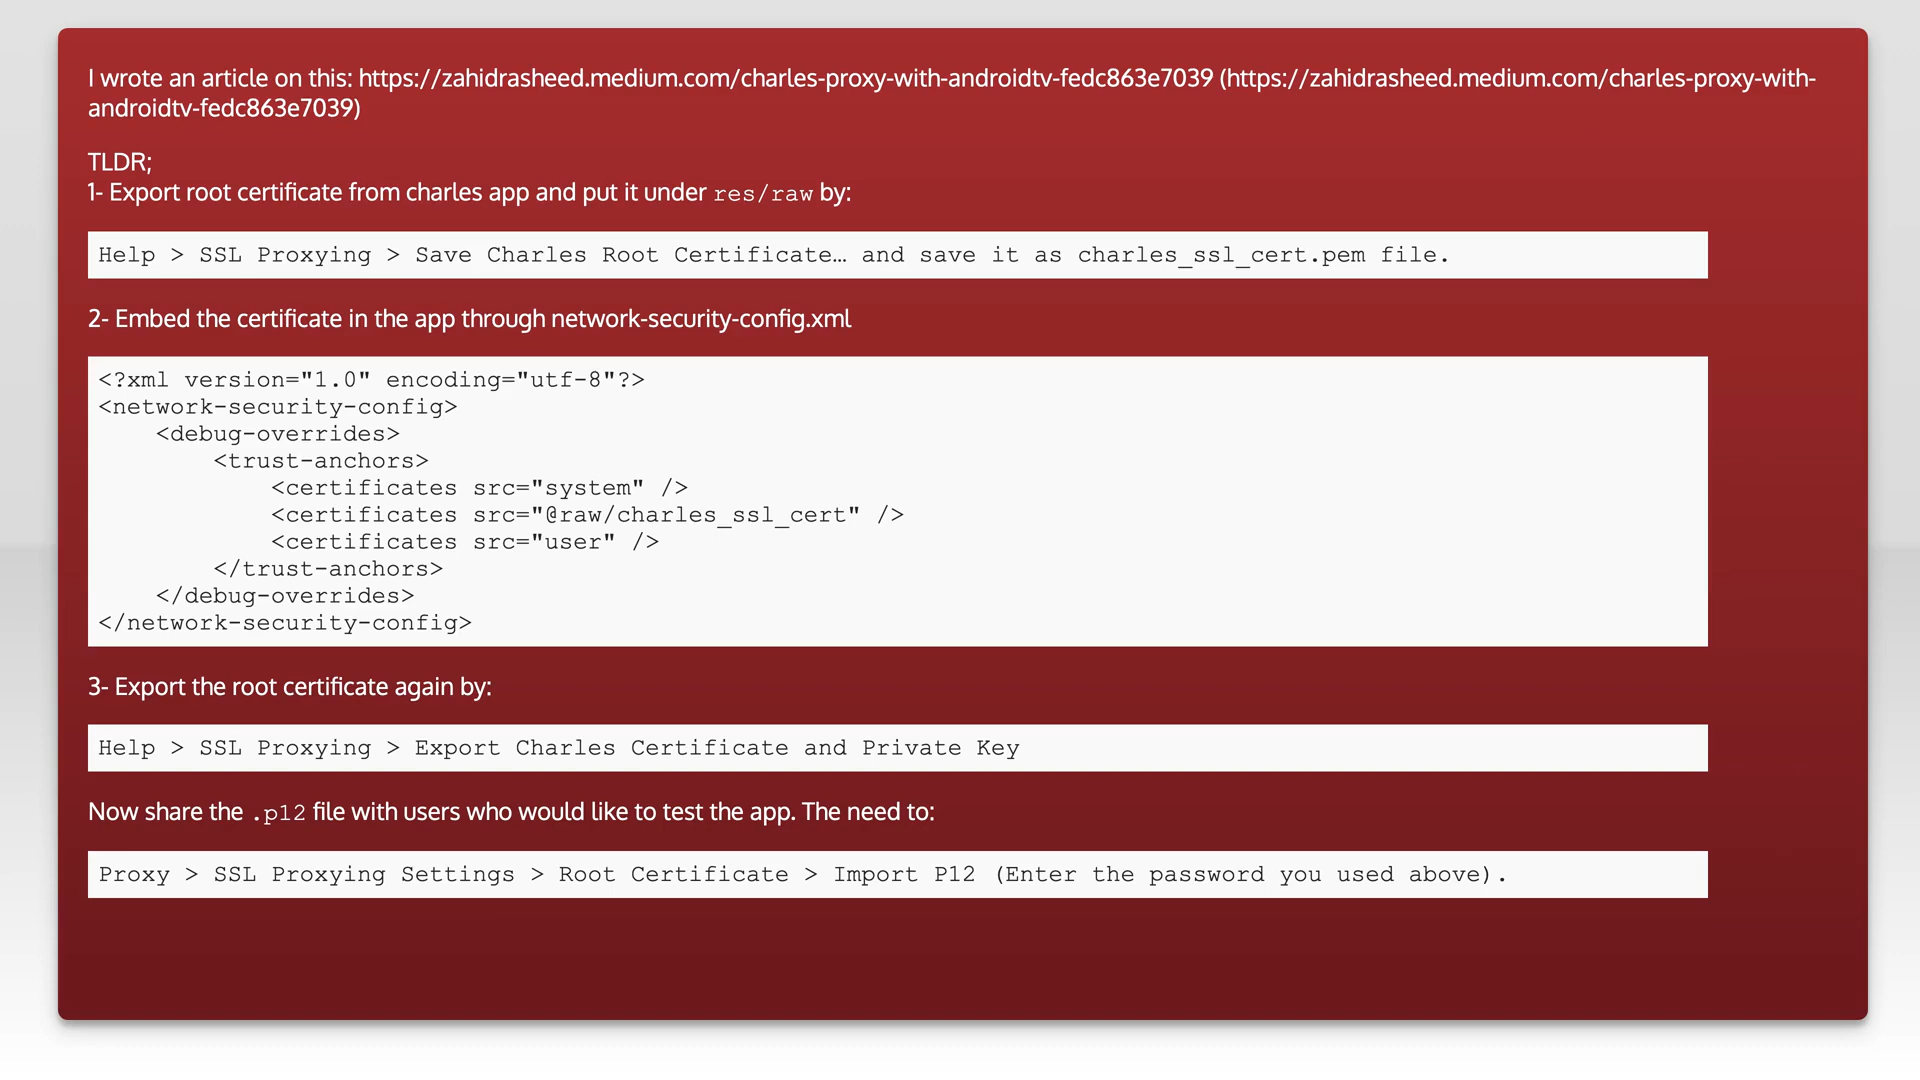 I wrote an article on this: https://zahidrasheed.medium.com/charles-proxy-with-androidtv-fedc863e7039 (https://zahidrasheed.medium.com/charles-proxy-with-
androidtv-fedc863e7039)
TLDR;
1- Export root certificate from charles app and put it under res/raw by:
Help > SSL Proxying > Save Charles Root Certificate… and save it as charles_ssl_cert.pem file.
2- Embed the certificate in the app through network-security-config.xml
<?xml version="1.0" encoding="utf-8"?>
<network-security-config>
    <debug-overrides>
        <trust-anchors>
            <certificates src="system" />
            <certificates src="@raw/charles_ssl_cert" />
            <certificates src="user" />
        </trust-anchors>
    </debug-overrides>
</network-security-config>
3- Export the root certificate again by:
Help > SSL Proxying > Export Charles Certificate and Private Key
Now share the .p12 file with users who would like to test the app. The need to:
Proxy > SSL Proxying Settings > Root Certificate > Import P12 (Enter the password you used above).